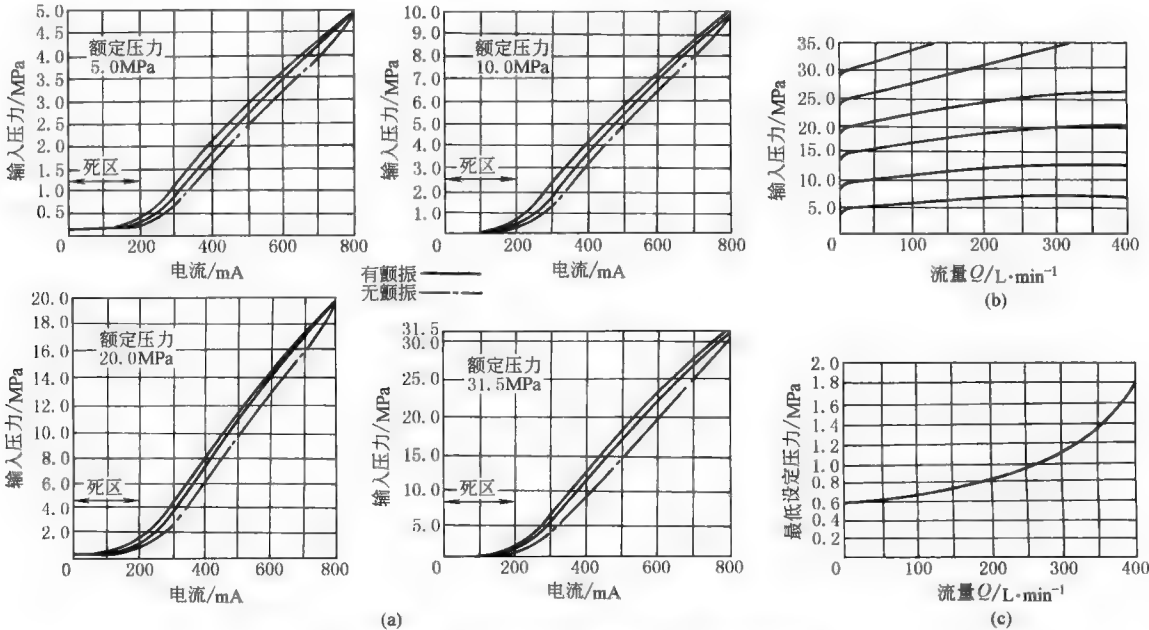 5.0
4.5
4.0
3.5
3.0
2.5
2.0
1.5
1.0
0.5
输入压力/MPa
额定压力
5.0MPa
死区
0 200 400 600 800
电流/mA
10.0
9.0
8.0
7.0
6.0
5.0
4.0
3.0
2.0
1.0
输入压力/MPa
额定压力
10.0MPa
死区
0 200 400 600 800
电流/mA
35.0
30.0
25.0
20.0
15.0
10.0
5.0
输入压力/MPa
0 100 200 300 400
流量Q/L·min⁻¹
(b)
有颤振
无颤振
20.0
18.0
16.0
14.0
12.0
10.0
8.0
6.0
4.0
2.0
输入压力/MPa
额定压力
20.0MPa
死区
0 200 400 600 800
电流/mA
31.5
25.0
20.0
15.0
10.0
5.0
输入压力/MPa
额定压力
31.5MPa
死区
0 200 400 600 800
电流/mA
(a)
2.0
1.8
1.6
1.4
1.2
1.0
0.8
0.6
0.4
0.2
最低设定压力/MPa
0 100 200 300 400
流量Q/L·min⁻¹
(c)